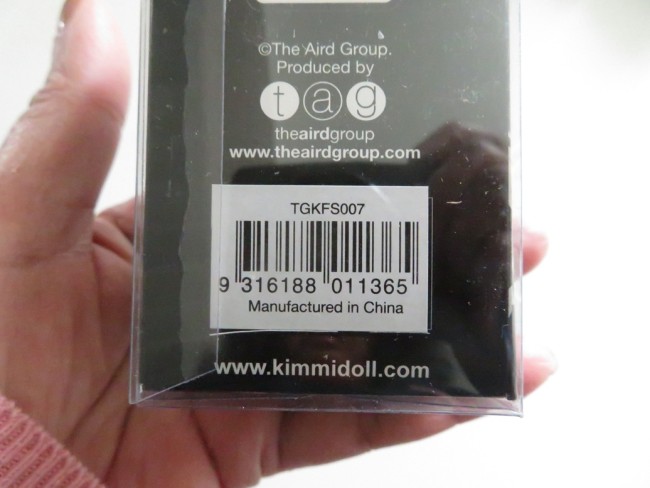 ©The Aird Group.
Produced by
tag
theairdgroup
www.theairdgroup.com
TGKFS007
9 316188 011365
Manufactured in China
www.kimmidoll.com